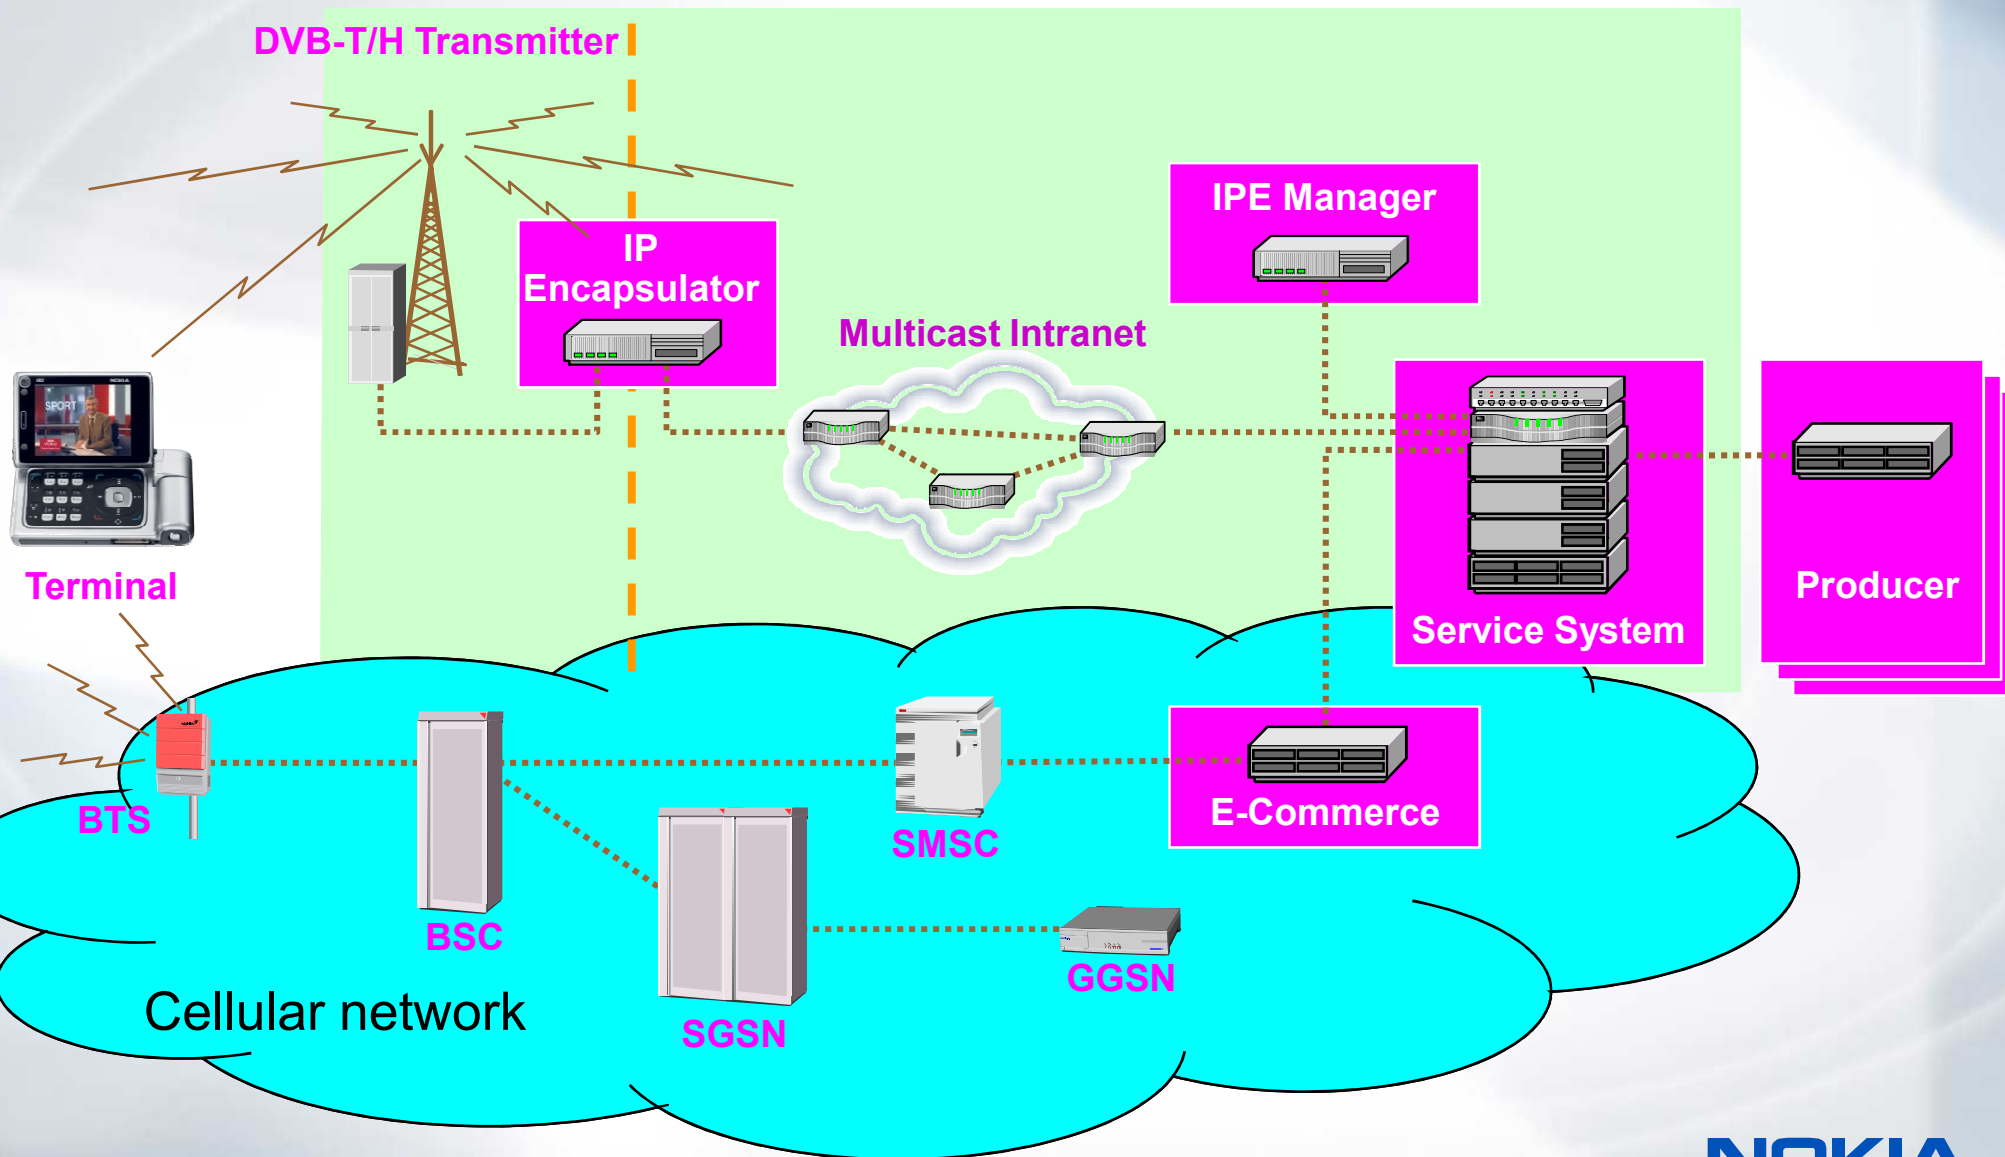 DVB-T/H Transmitter
IPE Manager
IP
Encapsulator
Multicast Intranet
NOKIA
SPORT
Terminal
Producer
Service System
BTS
E-Commerce
SMSC
BSC
GGSN
Cellular network
SGSN
NOKIA